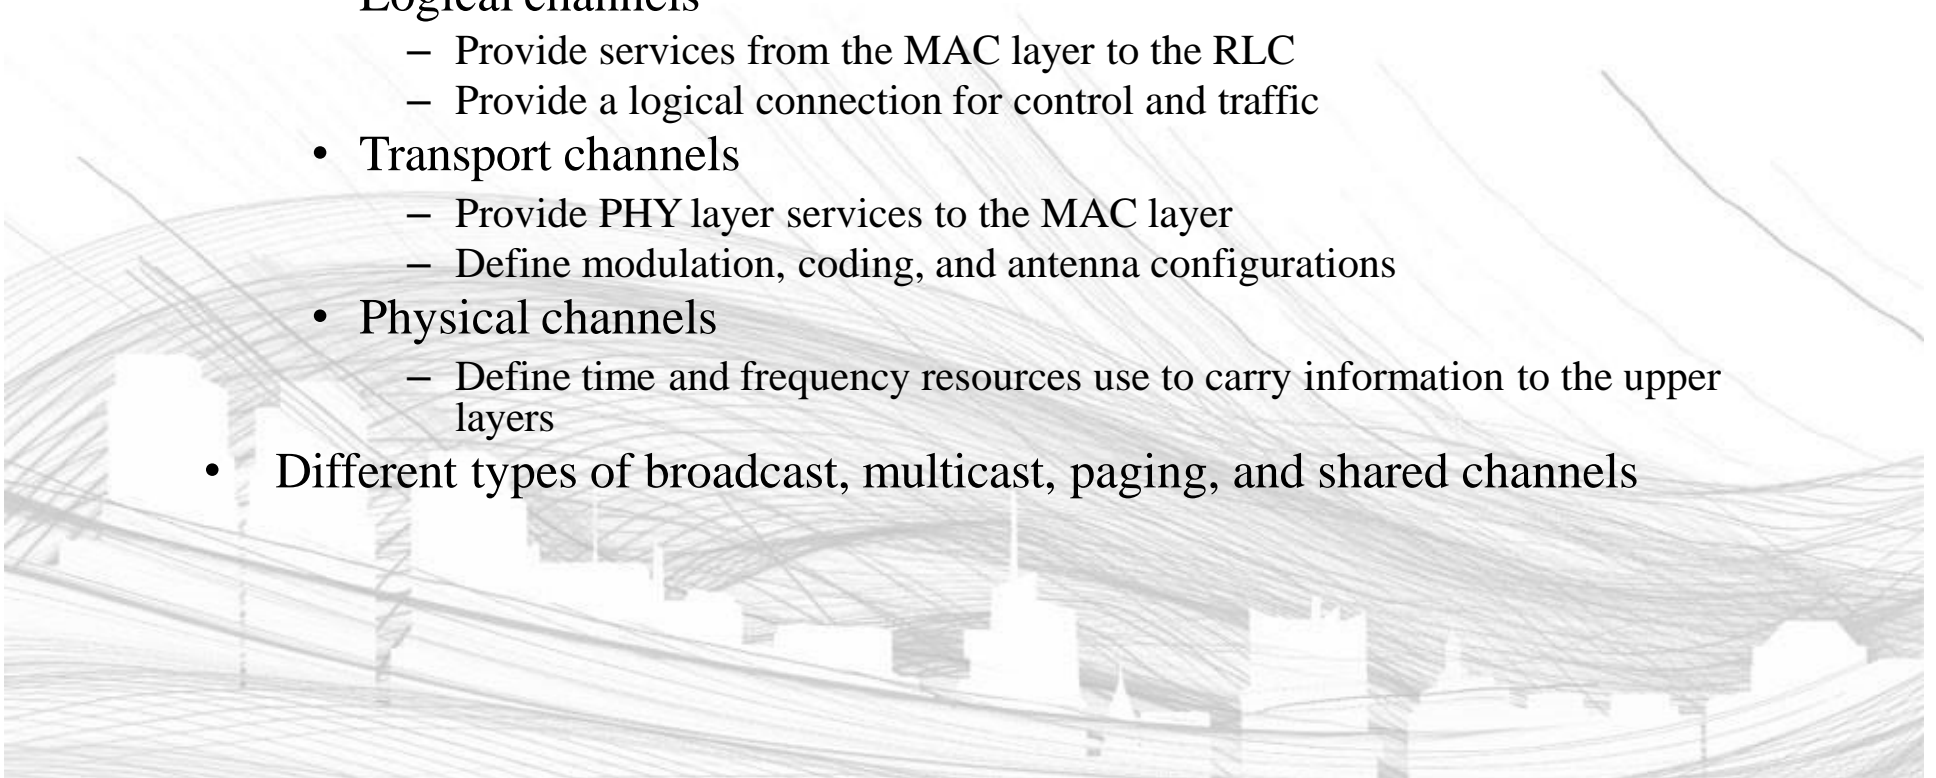 Logical channels
– Provide services from the MAC layer to the RLC
– Provide a logical connection for control and traffic
• Transport channels
– Provide PHY layer services to the MAC layer
– Define modulation, coding, and antenna configurations
• Physical channels
– Define time and frequency resources use to carry information to the upper
layers
• Different types of broadcast, multicast, paging, and shared channels